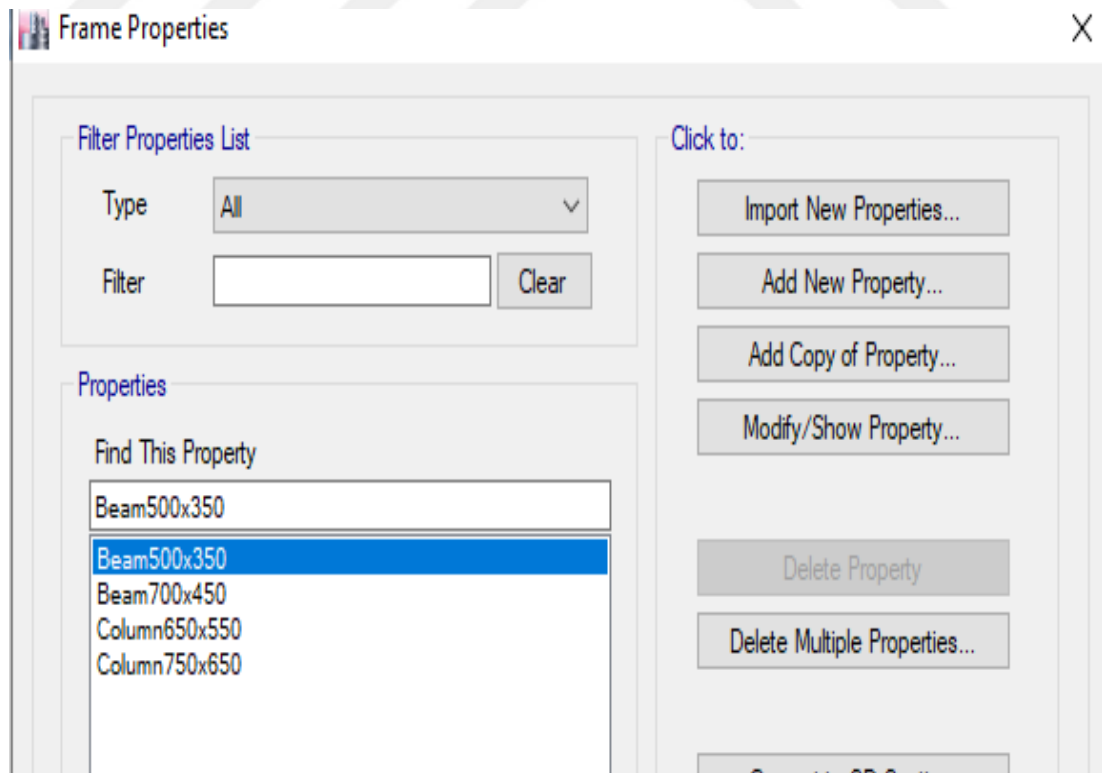 Frame Properties
Filter Properties List
Type
All
Filter
Clear
Properties
Find This Property
Beam500x350
Beam500x350
Beam700x450
Column650x550
Column750x650
Click to:
Import New Properties...
Add New Property...
Add Copy of Property...
Modify/Show Property...
Delete Property
Delete Multiple Properties...